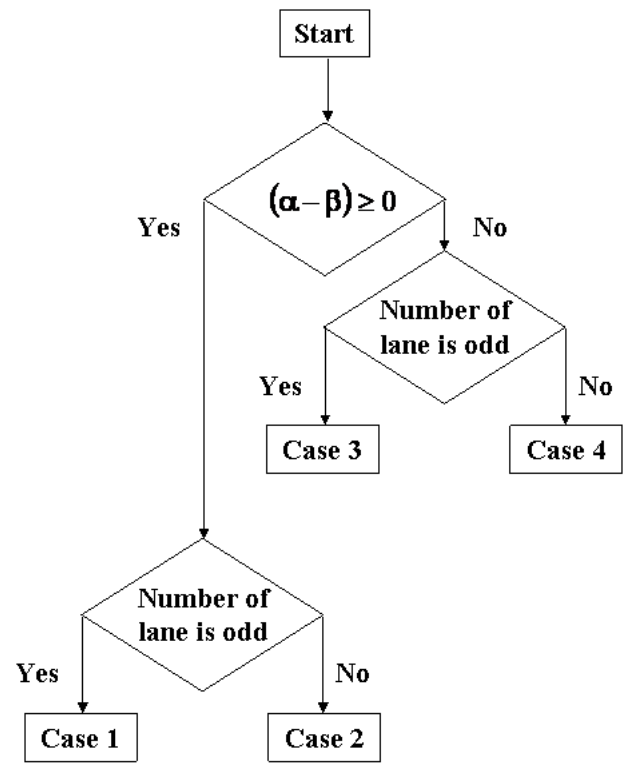 Start
(α−β)≥0
Yes
No
Number of
lane is odd
Yes
No
Case 3
Case 4
Number of
lane is odd
Yes
No
Case 1
Case 2